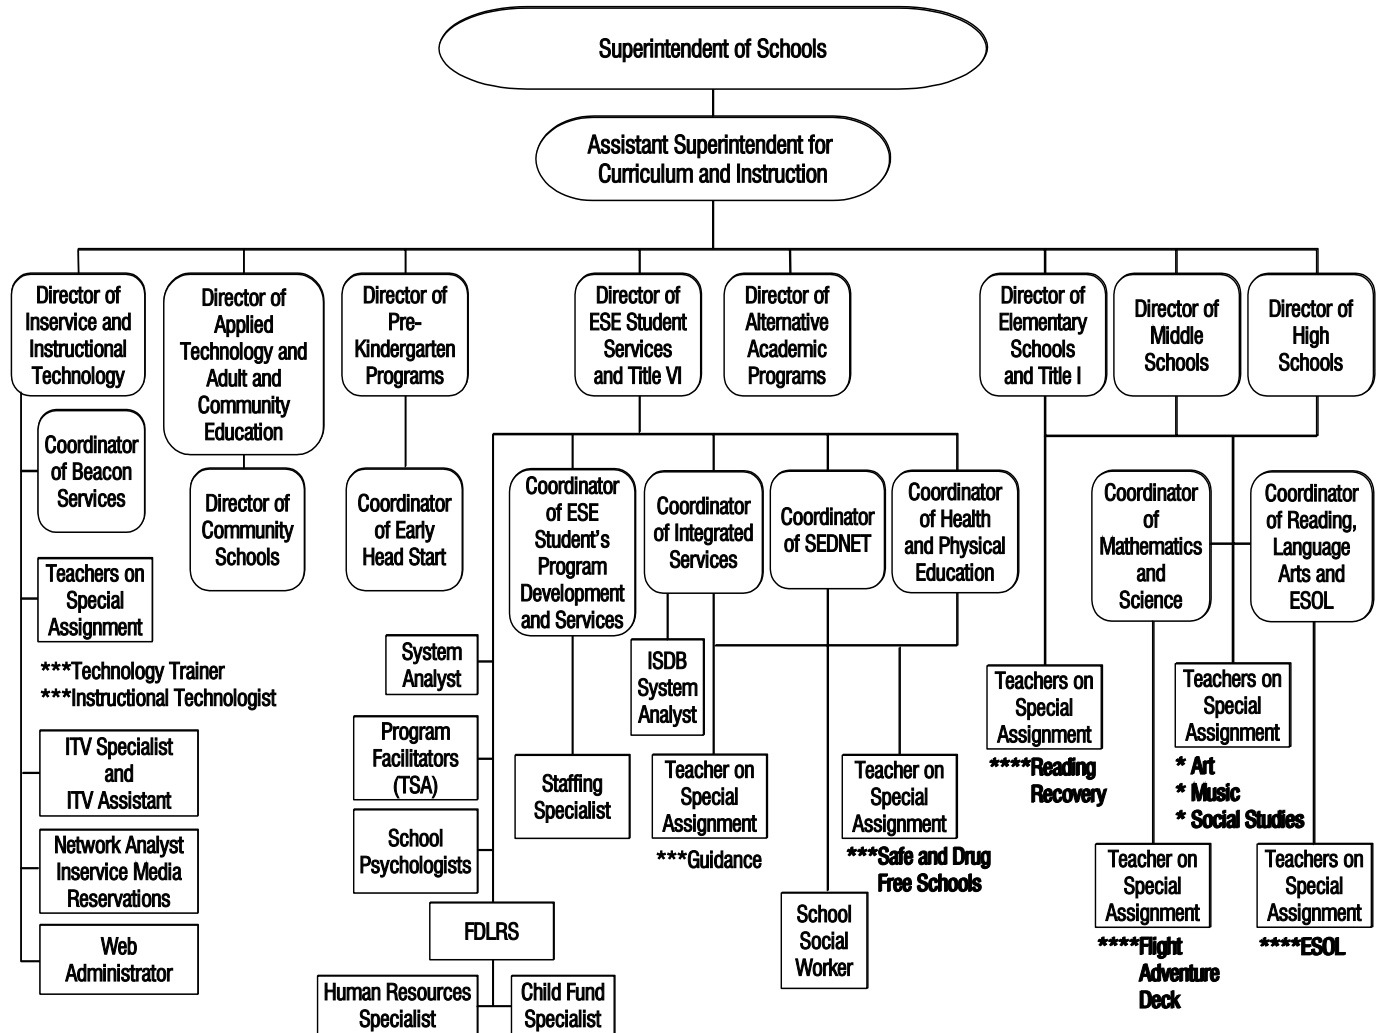 Superintendent of Schools
Assistant Superintendent for
Curriculum and Instruction
Director of
Inservice and
Instructional
Technology
Director of
Applied
Technology and
Adult and
Community
Education
Director of
Pre-
Kindergarten
Programs
Director of
ESE Student
Services
and Title VI
Director of
Alternative
Academic
Programs
Director of
Elementary
Schools
and Title I
Director of
Middle
Schools
Director of
High
Schools
Coordinator
of Beacon
Services
Director of
Community
Schools
Coordinator
of Early
Head Start
Coordinator
of ESE
Student's
Program
Development
and Services
Coordinator
of Integrated
Services
Coordinator
of SEDNET
Coordinator
of Health
and Physical
Education
Coordinator
of
Mathematics
and
Science
Coordinator
of Reading,
Language
Arts and
ESOL
Teachers on
Special
Assignment
***Technology Trainer
***Instructional Technologist
ITV Specialist
and
ITV Assistant
Network Analyst
Inservice Media
Reservations
Web
Administrator
System
Analyst
Program
Facilitators
(TSA)
School
Psychologists
FDLRS
Human Resources
Specialist
Child Fund
Specialist
Staffing
Specialist
ISDB
System
Analyst
Teacher on
Special
Assignment
***Guidance
School
Social
Worker
Teacher on
Special
Assignment
***Safe and Drug
Free Schools
Teachers on
Special
Assignment
****Reading
Recovery
Teachers on
Special
Assignment
* Art
* Music
* Social Studies
Teacher on
Special
Assignment
****Flight
Adventure
Deck
Teachers on
Special
Assignment
****ESOL